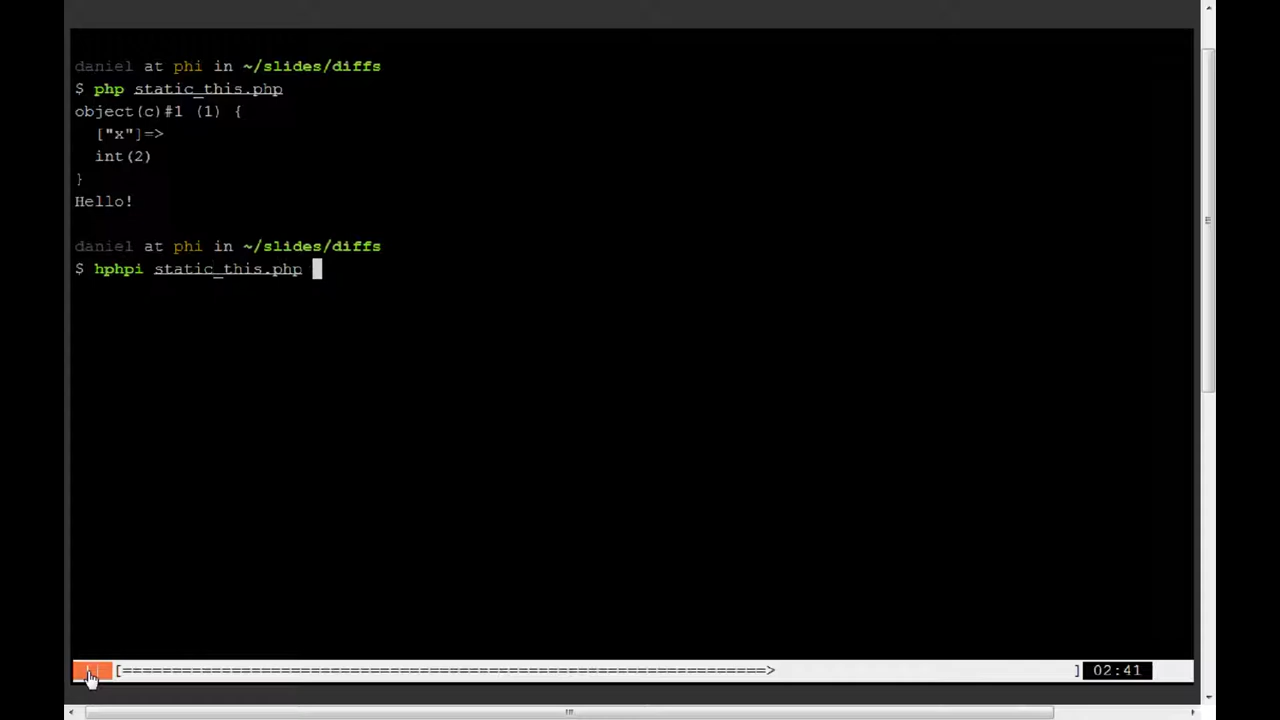 daniel at phi in ~/slides/diffs
$ php static_this.php
object(c)#1 (1) {
  ["x"]=>
  int(2)
}
Hello!
daniel at phi in ~/slides/diffs
$ hphpi static_this.php
[=================================================================> ] 02:41